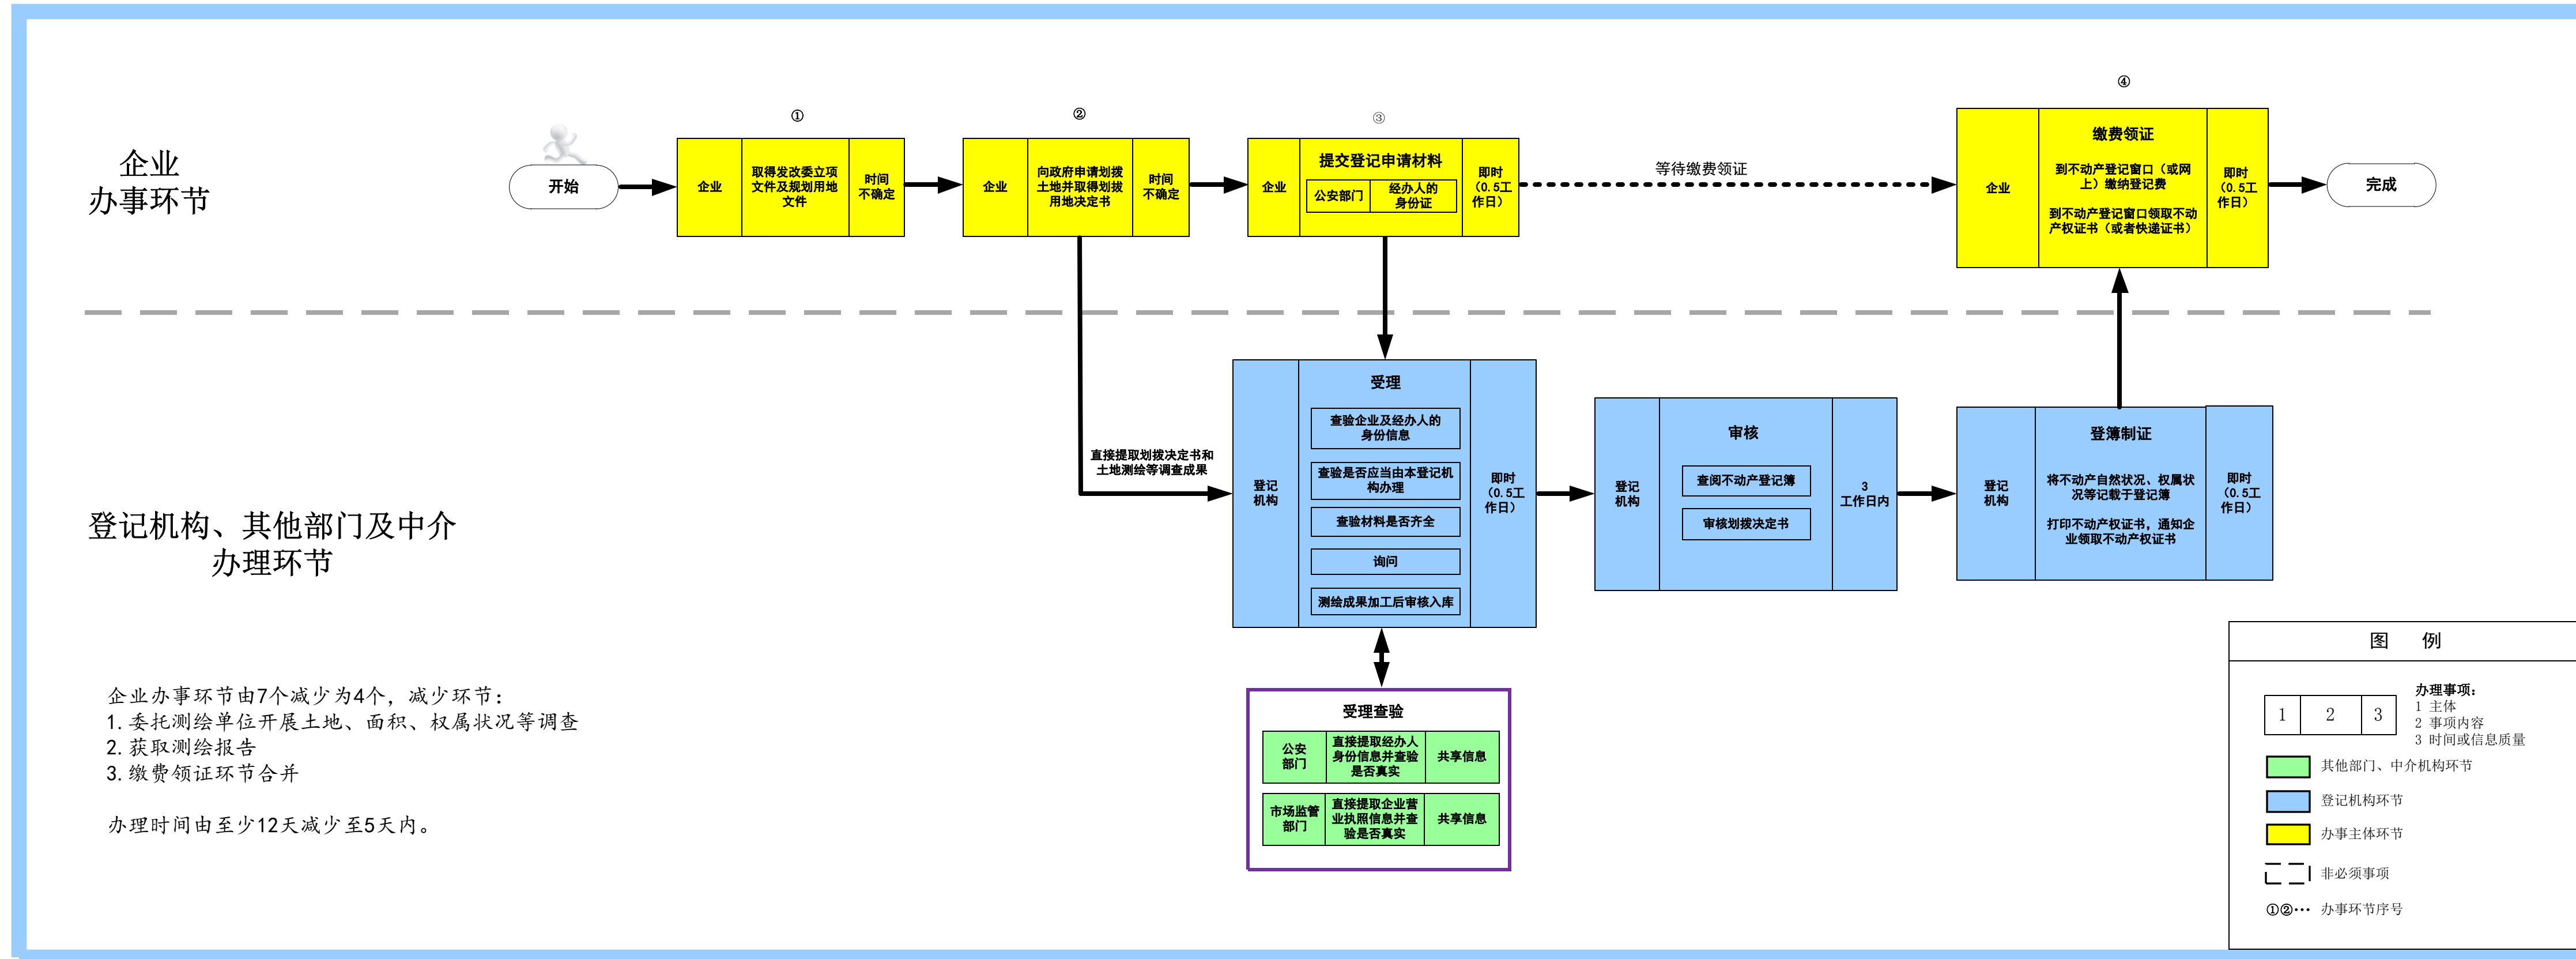 企业
办事环节
开始
①
企业
取得发改委立项
文件及规划用地
文件
时间
不确定
②
企业
向政府申请划拨
土地并取得划拨
用地决定书
时间
不确定
③
企业
提交登记申请材料
公安部门
经办人的
身份证
即时
（0.5工
作日）
等待缴费领证
④
企业
缴费领证
到不动产登记窗口（或网
上）缴纳登记费
到不动产登记窗口领取不动
产权证书（或者快递证书）
即时
（0.5工
作日）
完成
登记机构、其他部门及中介
办理环节
直接提取划拨决定书和
土地测绘等调查成果
登记
机构
受理
查验企业及经办人的
身份信息
查验是否应当由本登记机
构办理
查验材料是否齐全
询问
测绘成果加工后审核入库
即时
（0.5工
作日）
登记
机构
审核
查阅不动产登记簿
审核划拨决定书
3
工作日内
登记
机构
登簿制证
将不动产自然状况、权属状
况等记载于登记簿
打印不动产权证书，通知企
业领取不动产权证书
即时
（0.5工
作日）
受理查验
公安
部门
直接提取经办人
身份信息并查验
是否真实
共享信息
市场监管
部门
直接提取企业营
业执照信息并查
验是否真实
共享信息
企业办事环节由7个减少为4个，减少环节：
1.委托测绘单位开展土地、面积、权属状况等调查
2.获取测绘报告
3.缴费领证环节合并
办理时间由至少12天减少至5天内。
图 例
1 2 3
办理事项：
1 主体
2 事项内容
3 时间或信息质量
其他部门、中介机构环节
登记机构环节
办事主体环节
非必须事项
①②··· 办事环节序号